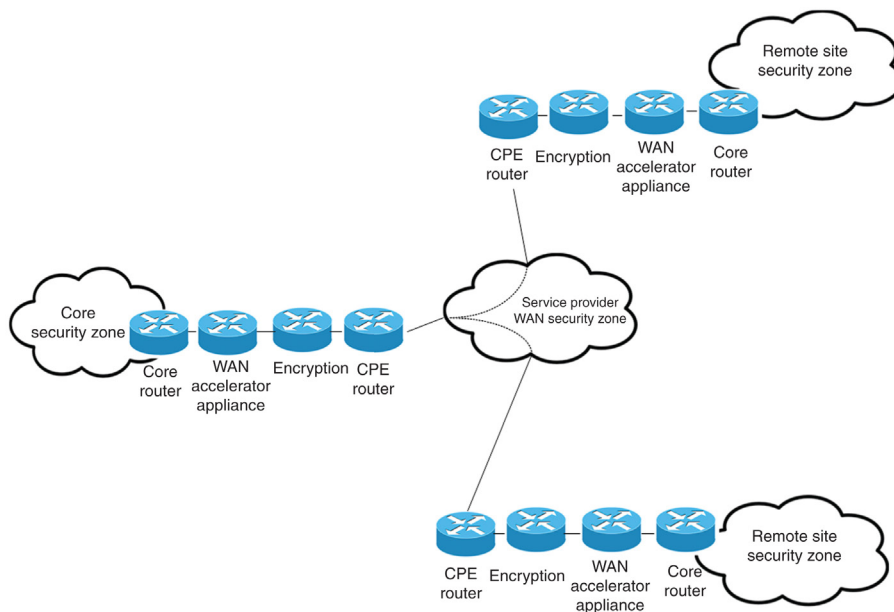 Remote site
security zone
CPE
router
Encryption
WAN
accelerator
appliance
Core
router
Core
security zone
Service provider
WAN security zone
Core
router
WAN
accelerator
appliance
Encryption
CPE
router
CPE
router
Encryption
WAN
accelerator
appliance
Core
router
Remote site
security zone